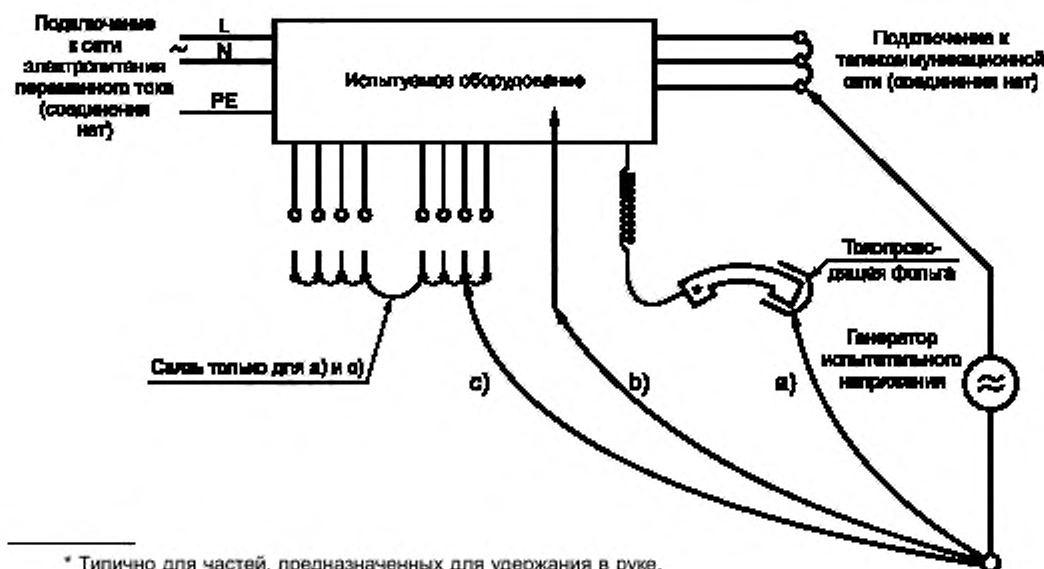 Подключение
к сети
электропитания
переменного тока
(соединения
нет)
~
L
N
PE
Испытуемое оборудование
Подключение к
телекоммуникационной
сети (соединения нет)
*
Токопрово-
дящая фольга
Генератор
испытательного
напряжения
Связь только для a) и c)
c)
b)
a)
* Типично для частей, предназначенных для удержания в руке.